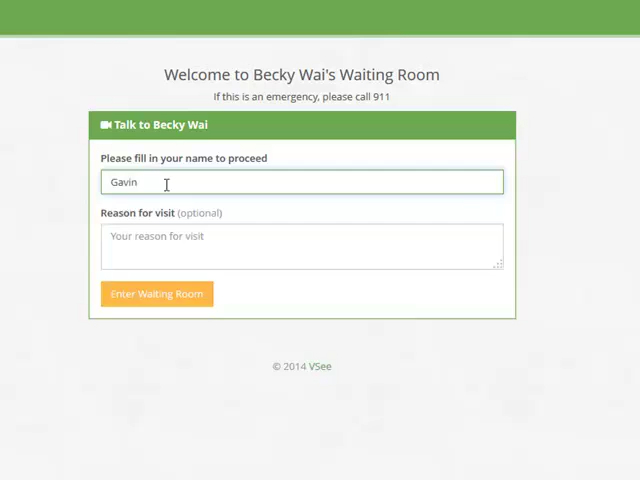 Welcome to Becky Wai's Waiting Room
If this is an emergency, please call 911
Talk to Becky Wai
Please fill in your name to proceed
Gavin
Reason for visit (optional)
Your reason for visit
Enter Waiting Room
© 2014 VSee